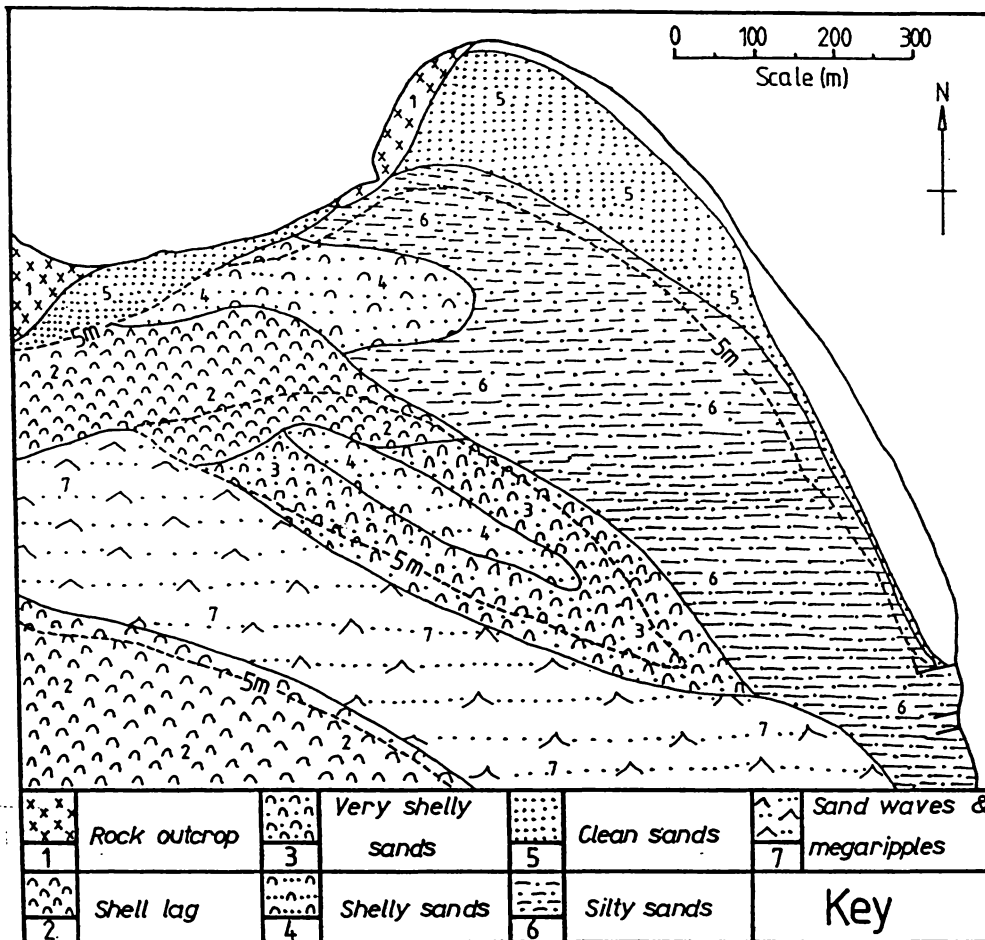 0 100 200 300
Scale (m)
N
1
5
5
6
4
4
1
5
4
5
5m
5m
2
6
2
6
2
4
3
7
3
4
5m
6
7
7
3
2
5m
6
7
2
2
7
Rock outcrop
1
Very shelly
sands
3
Clean sands
5
Sand waves &
megaripples
7
Shell lag
2.
Shelly sands
4
Silty sands
6
Key